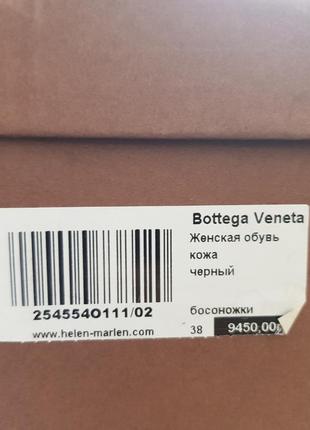 Bottega Veneta
Женская обувь
кожа
черный
босоножки
38 9450,00
2545540111/02
www.helen-marlen.com